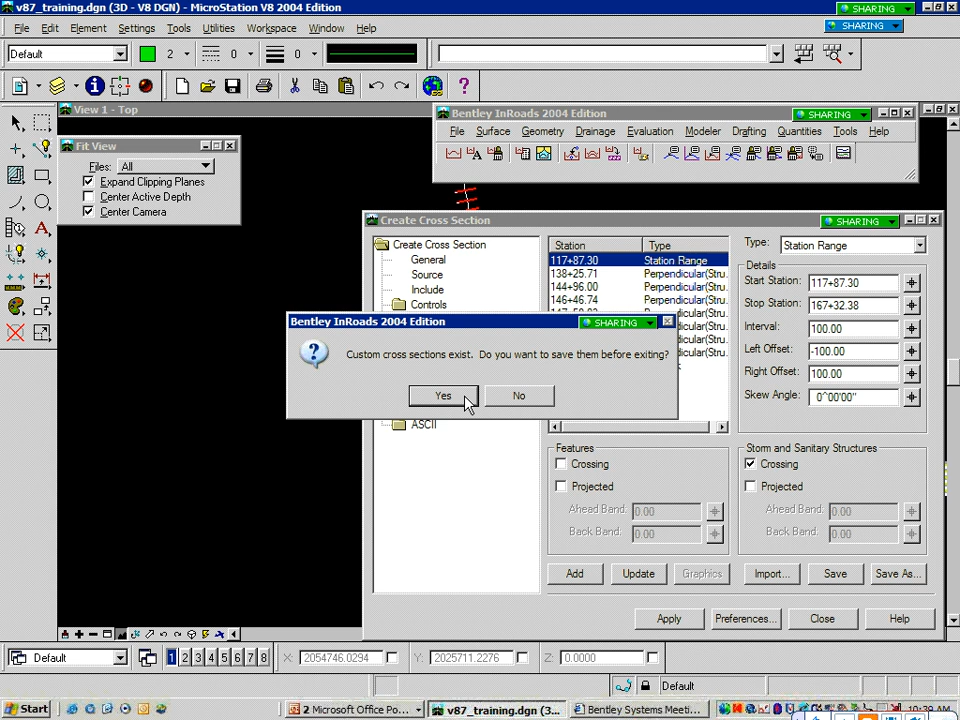 v87_training.dgn (3D - V8 DGN) - MicroStation V8 2004 Edition
SHARING
File Edit Element Settings Tools Utilities Workspace Window Help
SHARING
Default
2
0
0
View 1 - Top
Bentley InRoads 2004 Edition
SHARING
File Surface Geometry Drainage Evaluation Modeler Drafting Quantities Tools Help
Fit View
Files: All
Expand Clipping Planes
Center Active Depth
Center Camera
Create Cross Section
SHARING
Create Cross Section
General
Source
Include
Controls
ASCII
Station Type
117+87.30 Station Range
138+25.71 Perpendicular(Stru.
144+96.00 Perpendicular(Stru.
146+46.74 Perpendicular(Stru.
Type: Station Range
Details
Start Station: 117+87.30
Stop Station: 167+32.38
Interval: 100.00
Left Offset: -100.00
Right Offset: 100.00
Skew Angle: 0^00'00"
Bentley InRoads 2004 Edition
SHARING
Custom cross sections exist. Do you want to save them before exiting?
Yes No
Features
Crossing
Projected
Ahead Band: 0.00
Back Band: 0.00
Storm and Sanitary Structures
Crossing
Projected
Ahead Band: 0.00
Back Band: 0.00
Add Update Graphics Import... Save Save As...
Apply Preferences... Close Help
Default
1 2 3 4 5 6 7 8
X: 2054746.0294 Y: 2025711.2276 Z: 0.0000
Default
Start
2 Microsoft Office Po...
v87_training.dgn (3...
Bentley Systems Meeti...
10:39 AM